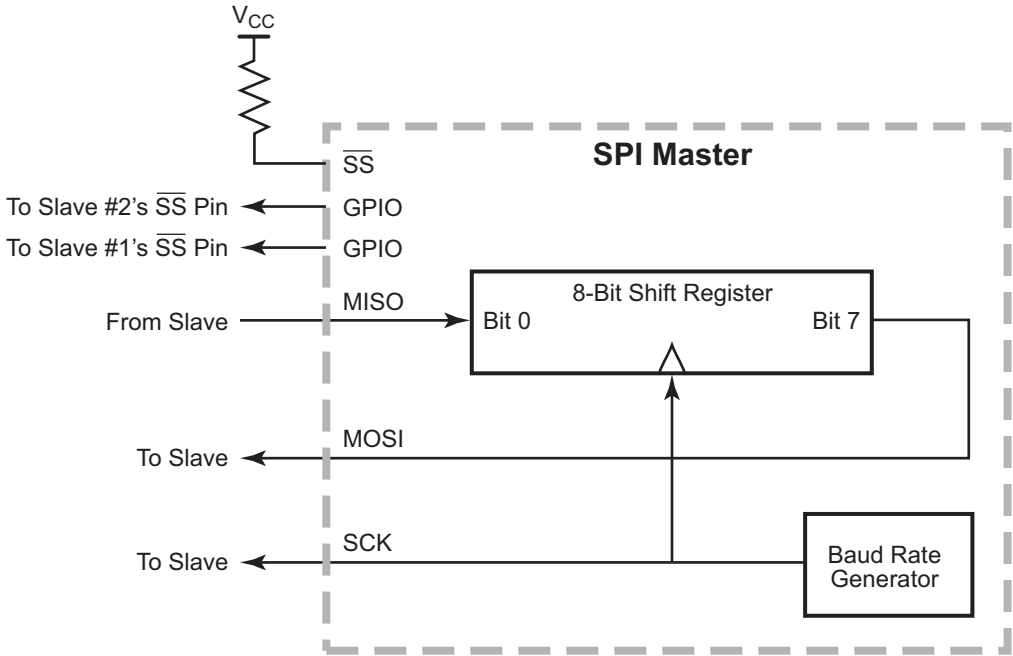 VCC
SS
SPI Master
To Slave #2's SS Pin
GPIO
To Slave #1's SS Pin
GPIO
8-Bit Shift Register
MISO
From Slave
Bit 0
Bit 7
MOSI
To Slave
SCK
To Slave
Baud Rate
Generator